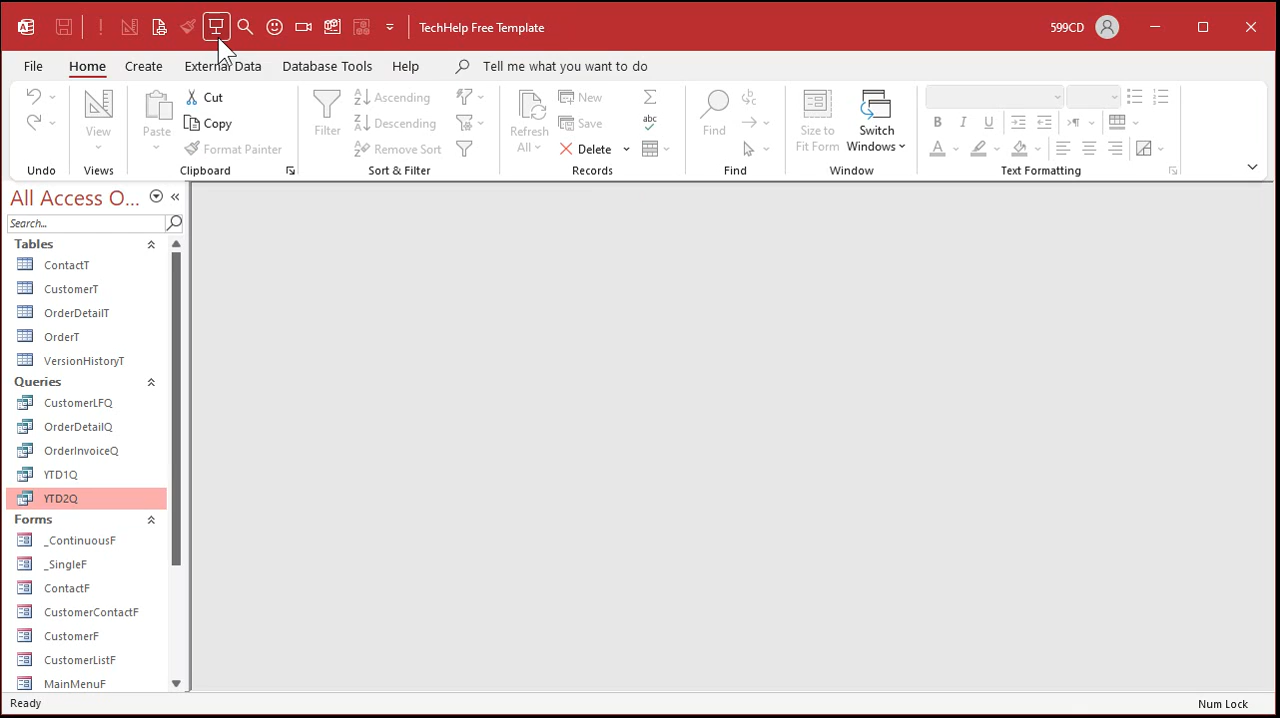 TechHelp Free Template
599CD
File Home Create External Data Database Tools Help Tell me what you want to do
View
Paste
Cut
Copy
Format Painter
Filter
Ascending
Descending
Remove Sort
Refresh All
New
Save
Delete
Find
Size to Fit Form
Switch Windows
Undo Views Clipboard Sort & Filter Records Find Window Text Formatting
All Access O...
Search...
Tables
ContactT
CustomerT
OrderDetailT
OrderT
VersionHistoryT
Queries
CustomerLFQ
OrderDetailQ
OrderInvoiceQ
YTD1Q
YTD2Q
Forms
_ContinuousF
_SingleF
ContactF
CustomerContactF
CustomerF
CustomerListF
MainMenuF
Ready
Num Lock